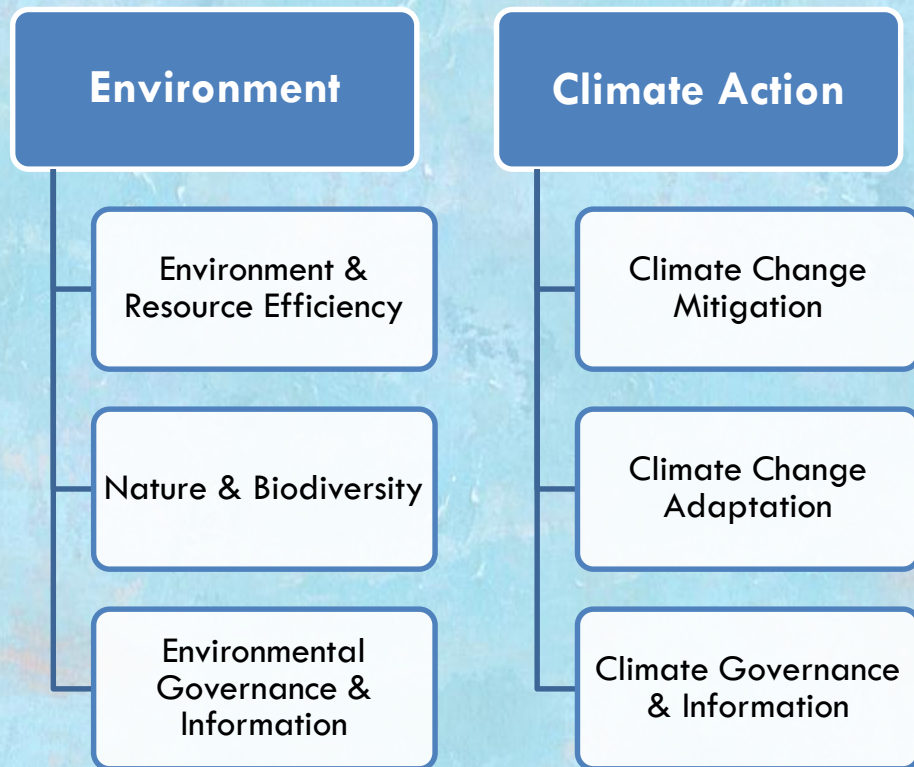 Environment
Environment &
Resource Efficiency
Nature & Biodiversity
Environmental
Governance &
Information
Climate Action
Climate Change
Mitigation
Climate Change
Adaptation
Climate Governance
& Information